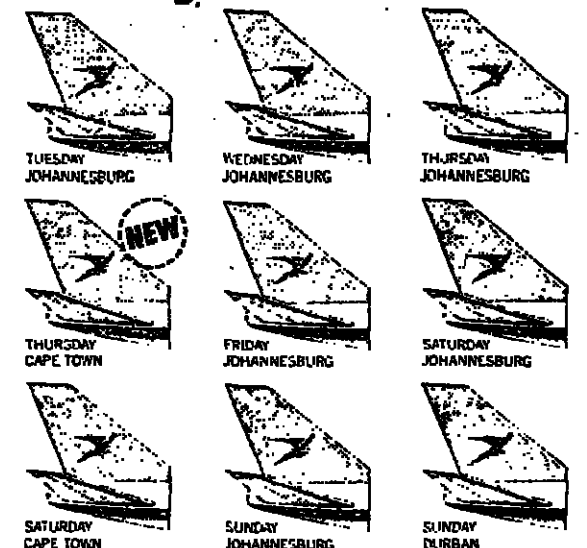 TUESDAY
JOHANNESBURG
WEDNESDAY
JOHANNESBURG
THURSDAY
JOHANNESBURG
NEW
THURSDAY
CAPE TOWN
FRIDAY
JOHANNESBURG
SATURDAY
JOHANNESBURG
SATURDAY
CAPE TOWN
SUNDAY
JOHANNESBURG
SUNDAY
DURBAN